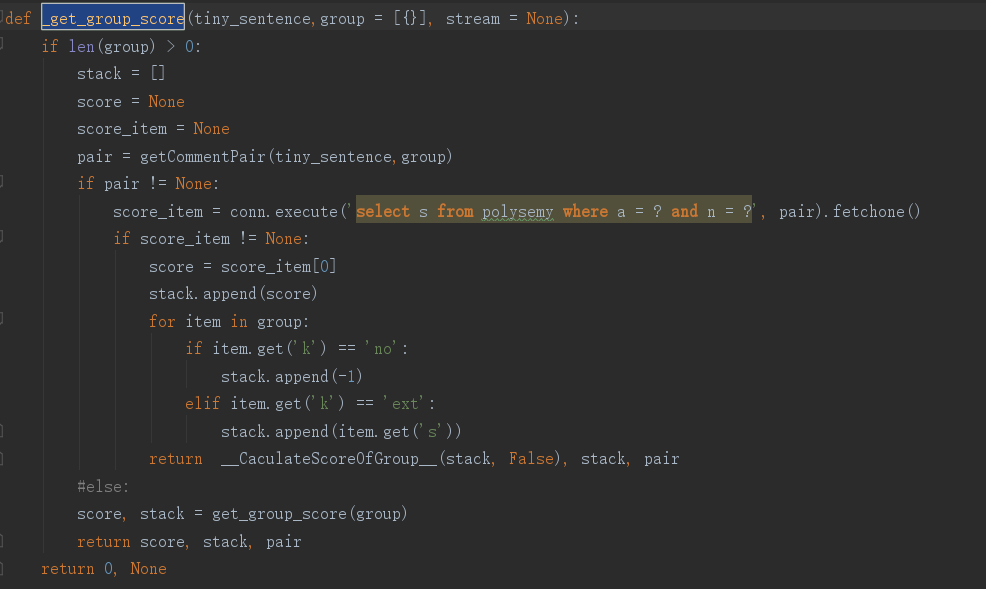 def _get_group_score(tiny_sentence,group = [{}], stream = None):
if len(group) > 0:
stack = []
score = None
score_item = None
pair = getCommentPair(tiny_sentence,group)
if pair != None:
score_item = conn.execute('select s from polysemy where a = ? and n = ?', pair).fetchone()
if score_item != None:
score = score_item[0]
stack.append(score)
for item in group:
if item.get('k') == 'no':
stack.append(-1)
elif item.get('k') == 'ext':
stack.append(item.get('s'))
return __CaculateScoreOfGroup__(stack, False), stack, pair
#else:
score, stack = get_group_score(group)
return score, stack, pair
return 0, None